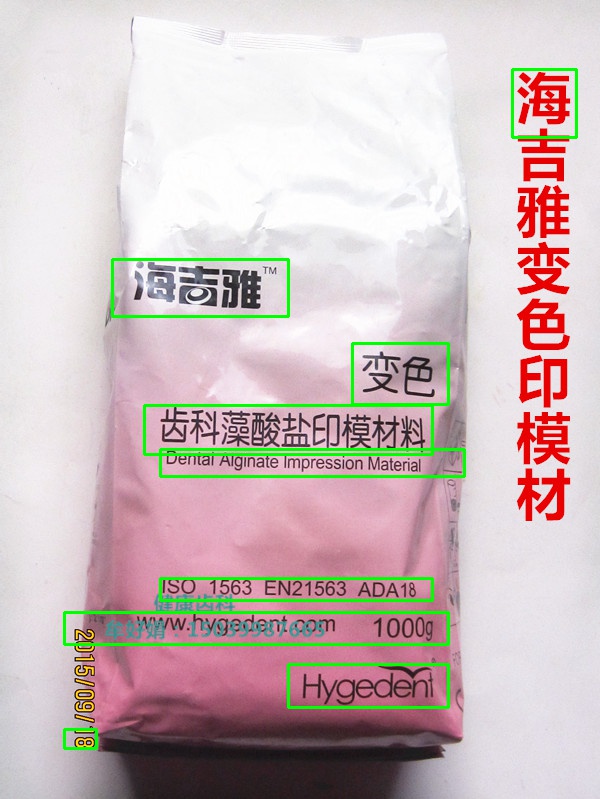 海吉雅变色印模材
海吉雅™
变色
齿科藻酸盐印模材料
Dental Alginate Impression Material
ISO 1563 EN21563 ADA18
健康齿科
www.hygedent.com 1000g
Hygedent
2015/09/18